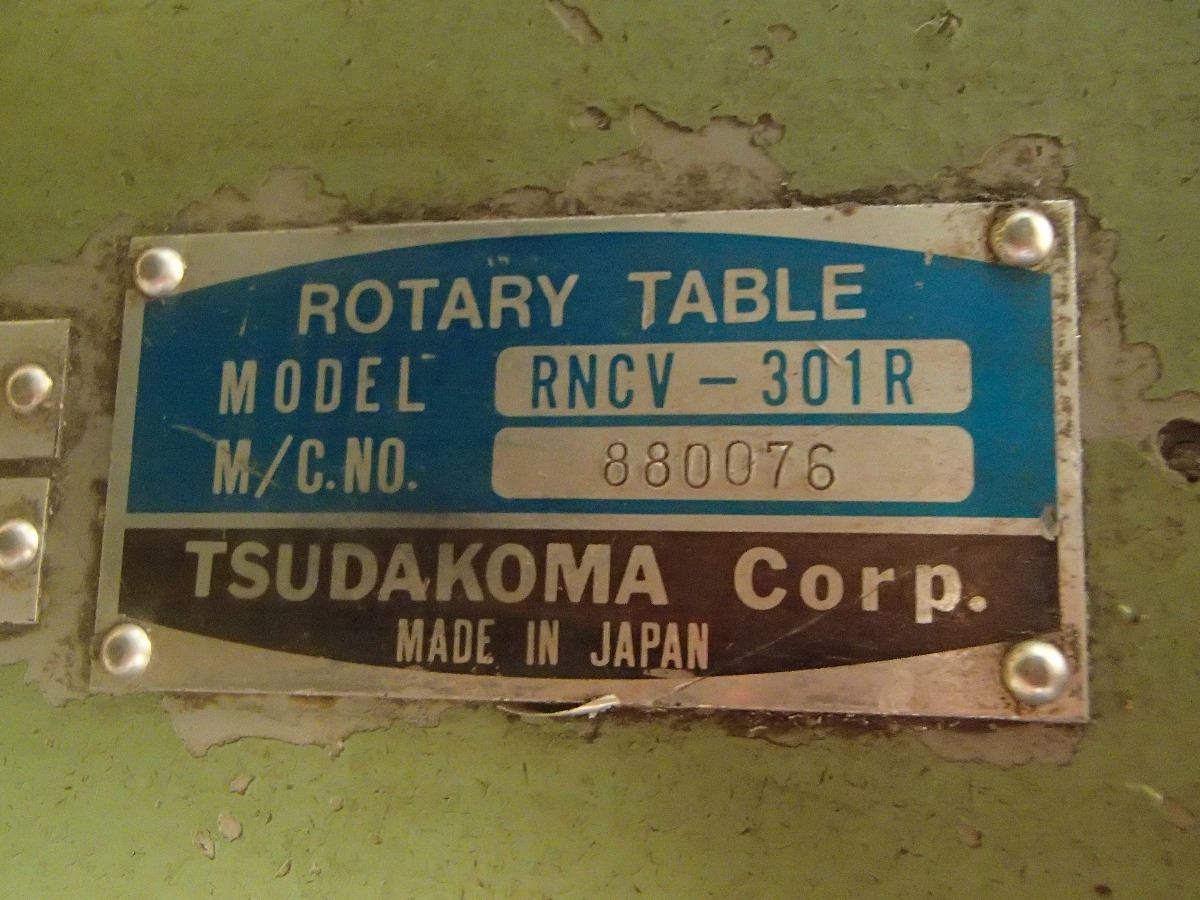 ROTARY TABLE
MODEL RNCV-301R
M/C.NO. 880076
TSUDAKOMA Corp.
MADE IN JAPAN